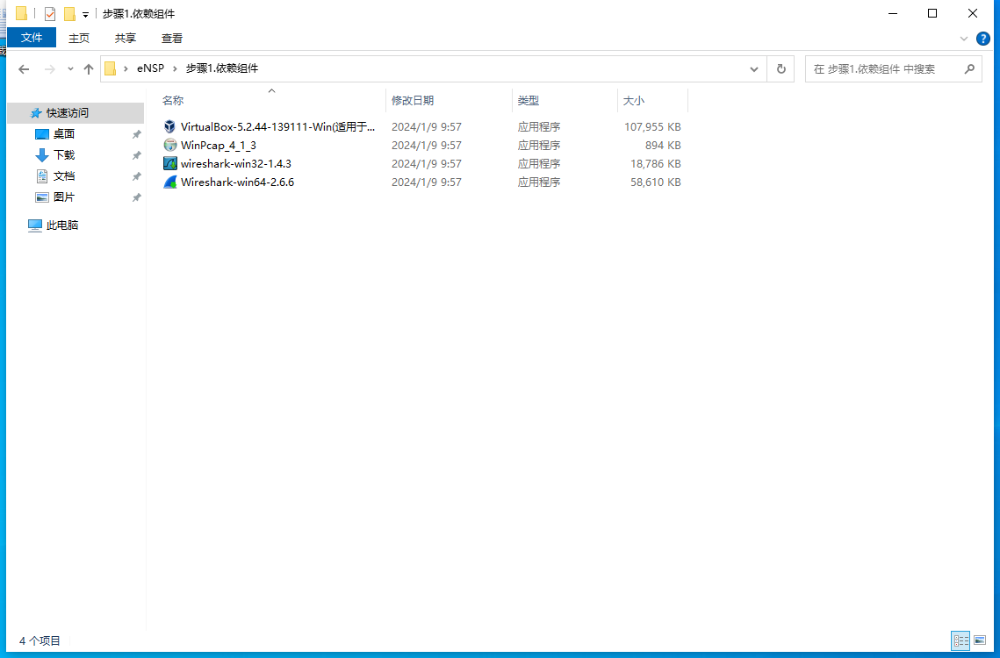 步骤1.依赖组件
文件 主页 共享 查看
eNSP 步骤1.依赖组件 在 步骤1.依赖组件 中搜索
名称 修改日期 类型 大小
快速访问
桌面
下载
文档
图片
此电脑
VirtualBox-5.2.44-139111-Win(适用于... 2024/1/9 9:57 应用程序 107,955 KB
WinPcap_4_1_3 2024/1/9 9:57 应用程序 894 KB
wireshark-win32-1.4.3 2024/1/9 9:57 应用程序 18,786 KB
Wireshark-win64-2.6.6 2024/1/9 9:57 应用程序 58,610 KB
4 个项目